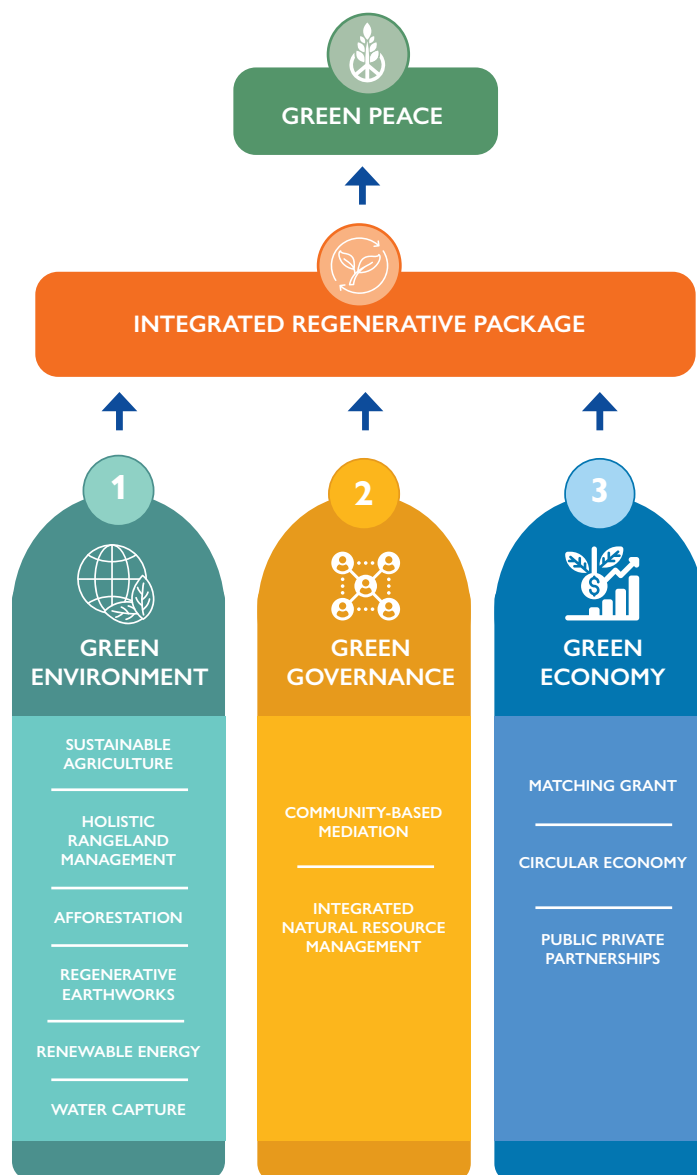 GREEN PEACE
INTEGRATED REGENERATIVE PACKAGE
1
GREEN
ENVIRONMENT
SUSTAINABLE
AGRICULTURE
HOLISTIC
RANGELAND
MANAGEMENT
AFFORESTATION
REGENERATIVE
EARTHWORKS
RENEWABLE ENERGY
WATER CAPTURE
2
GREEN
GOVERNANCE
COMMUNITY-BASED
MEDIATION
INTEGRATED
NATURAL RESOURCE
MANAGEMENT
3
$
GREEN
ECONOMY
MATCHING GRANT
CIRCULAR ECONOMY
PUBLIC PRIVATE
PARTNERSHIPS